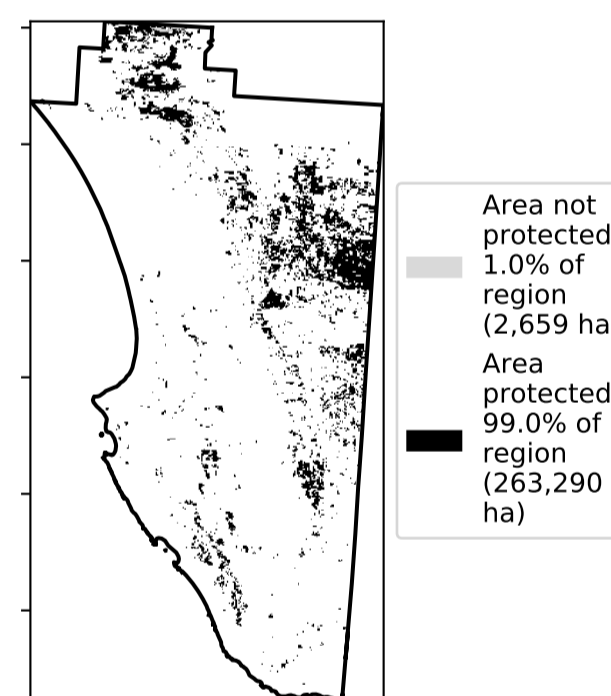 Area not
protected
1.0% of
region
(2,659 ha
Area
protected
99.0% of
region
(263,290
ha)